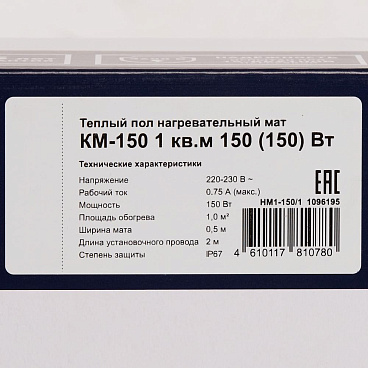 Теплый пол нагревательный мат
КМ-150 1 кв.м 150 (150) Вт
Технические характеристики
Напряжение 220-230 В ~
Рабочий ток 0.75 А (макс.)
Мощность 150 Вт
Площадь обогрева 1,0 м²
Ширина мата 0,5 м
Длина установочного провода 2 м
Степень защиты IP67
ЕАС
НМ1-150/1 1096195
4 610117 810780